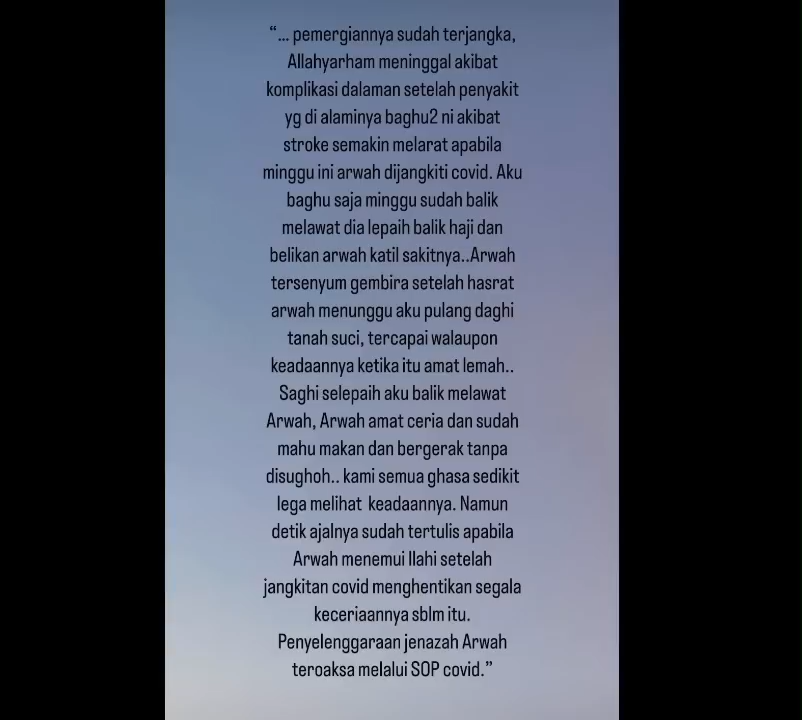 “... pemergiannya sudah terjangka,
Allahyarham meninggal akibat
komplikasi dalaman setelah penyakit
yg di alaminya baghu2 ni akibat
stroke semakin melarat apabila
minggu ini arwah dijangkiti covid. Aku
baghu saja minggu sudah balik
melawat dia lepaih balik haji dan
belikan arwah katil sakitnya..Arwah
tersenyum gembira setelah hasrat
arwah menunggu aku pulang daghi
tanah suci, tercapai walaupon
keadaannya ketika itu amat lemah..
Saghi selepaih aku balik melawat
Arwah, Arwah amat ceria dan sudah
mahu makan dan bergerak tanpa
disughoh.. kami semua ghasa sedikit
lega melihat keadaannya. Namun
detik ajalnya sudah tertulis apabila
Arwah menemui Ilahi setelah
jangkitan covid menghentikan segala
keceriaannya sblm itu.
Penyelenggaraan jenazah Arwah
teroaksa melalui SOP covid.”